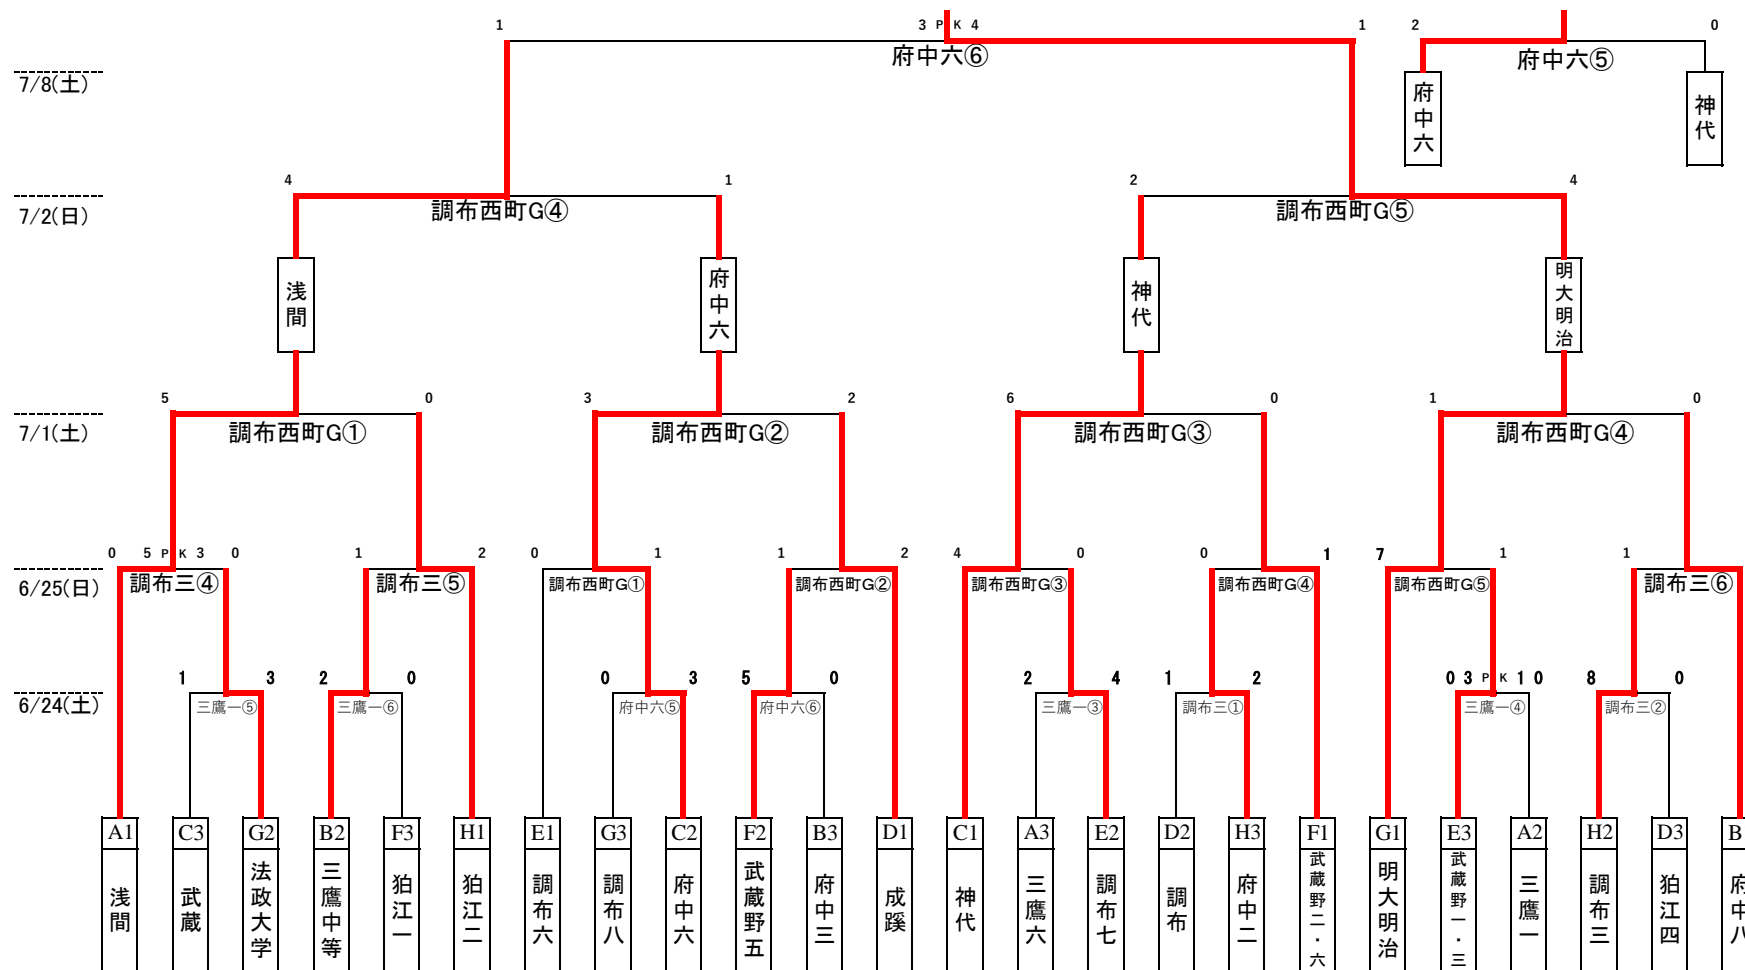 1 3 P K 4 1 2 0
府中六⑥ 府中六⑤
7/8(土)
府中六 神代
4 1 2 4
7/2(日) 調布西町G④ 調布西町G⑤
浅間 府中六 神代 明大明治
5 0 3 2 6 0 1 0
7/1(土) 調布西町G① 調布西町G② 調布西町G③ 調布西町G④
0 5 P K 3 0 1 2 0 1 1 2 4 0 0 1 7 1 1
6/25(日) 調布三④ 調布三⑤ 調布西町G① 調布西町G② 調布西町G③ 調布西町G④ 調布西町G⑤ 調布三⑥
1 3 2 0 0 3 5 0 2 4 1 2 0 3 P K 1 0 8 0
6/24(土) 三鷹一⑤ 三鷹一⑥ 府中六⑤ 府中六⑥ 三鷹一③ 調布三① 三鷹一④ 調布三②
A1 C3 G2 B2 F3 H1 E1 G3 C2 F2 B3 D1 C1 A3 E2 D2 H3 F1 G1 E3 A2 H2 D3 B
浅間 武蔵 法政大学 三鷹中等 狛江一 狛江二 調布六 調布八 府中六 武蔵野五 府中三 成蹊 神代 三鷹六 調布七 調布 府中二 武蔵野二・六 明大明治 武蔵野一・三 三鷹一 調布三 狛江四 府中八